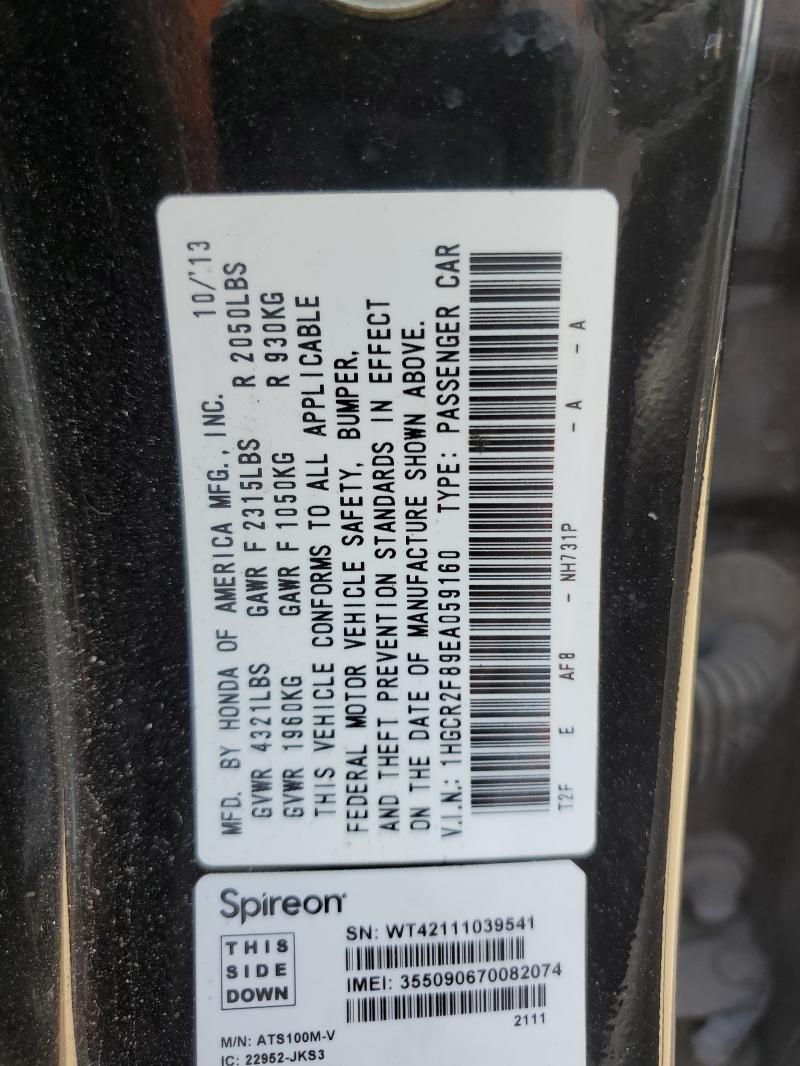 MFD. BY HONDA OF AMERICA MFG., INC. 10/'13
GVWR 4321LBS GAWR F 2315LBS R 2050LBS
GVWR 1960KG GAWR F 1050KG R 930KG
THIS VEHICLE CONFORMS TO ALL APPLICABLE
FEDERAL MOTOR VEHICLE SAFETY, BUMPER,
AND THEFT PREVENTION STANDARDS IN EFFECT
ON THE DATE OF MANUFACTURE SHOWN ABOVE.
V.I.N.: 1HGCR2F89EA059160 TYPE: PASSENGER CAR
T2F E AF8 - NH731P - A - A
Spireon
THIS
SIDE
DOWN
SN: WT42111039541
IMEI: 355090670082074
2111
M/N: ATS100M-V
IC: 22952-JKS3